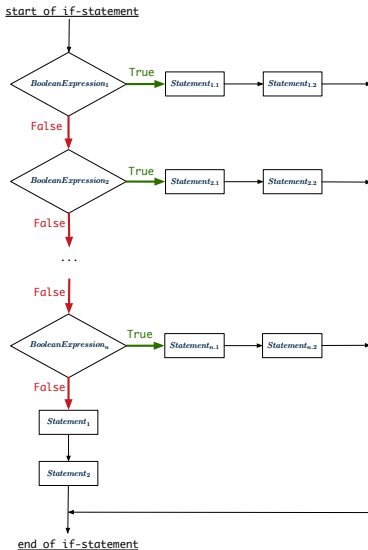 start of if-statement
BooleanExpression₁
True
Statement₁.₁
Statement₁.₂
False
BooleanExpression₂
True
Statement₂.₁
Statement₂.₂
False
...
False
BooleanExpressionₙ
True
Statementₙ.₁
Statementₙ.₂
False
Statement₁
Statement₂
end of if-statement